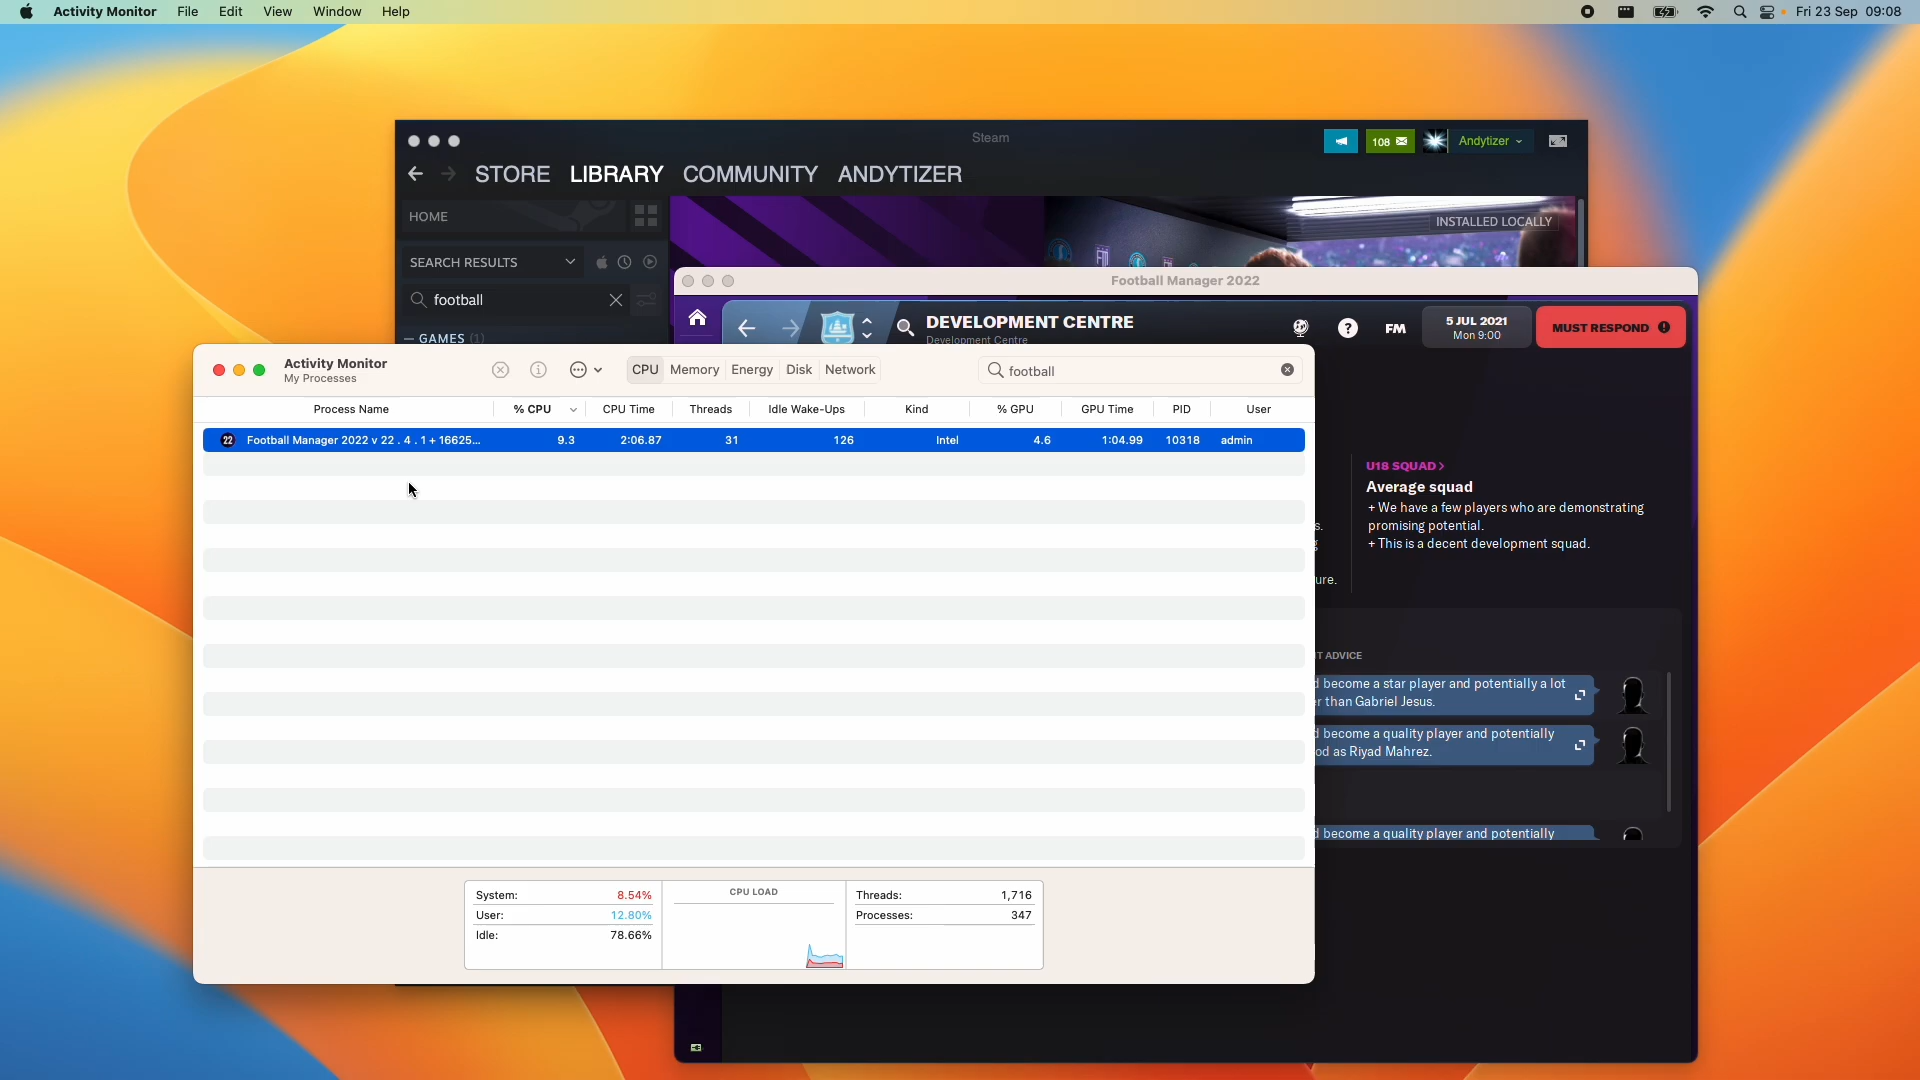 Activity Monitor File Edit View Window Help
Fri 23 Sep 09:08
Steam
108
Andytizer
STORE LIBRARY COMMUNITY ANDYTIZER
HOME
INSTALLED LOCALLY
SEARCH RESULTS
football
— GAMES (1)
Football Manager 2022
DEVELOPMENT CENTRE
Development Centre
FM
5 JUL 2021
Mon 9:00
MUST RESPOND
Activity Monitor
My Processes
CPU Memory Energy Disk Network
football
Process Name % CPU CPU Time Threads Idle Wake-Ups Kind % GPU GPU Time PID User
22 Football Manager 2022 v 22 . 4 . 1 + 16625... 9.3 2:06.87 31 126 Intel 4.6 1:04.99 10318 admin
U18 SQUAD >
Average squad
+ We have a few players who are demonstrating
promising potential.
+ This is a decent development squad.
s.
ure.
T ADVICE
d become a star player and potentially a lot
r than Gabriel Jesus.
d become a quality player and potentially
od as Riyad Mahrez.
d become a quality player and potentially
System: 8.54%
User: 12.80%
Idle: 78.66%
CPU LOAD
Threads: 1,716
Processes: 347